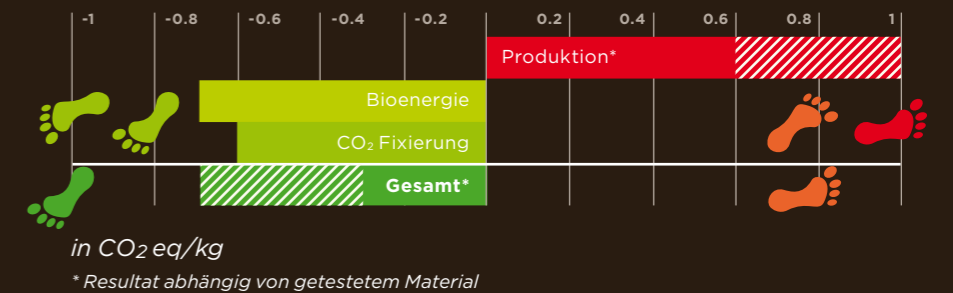 -1 -0.8 -0.6 -0.4 -0.2 0.2 0.4 0.6 0.8 1
Produktion*
Bioenergie
CO₂ Fixierung
Gesamt*
in CO2 eq/kg
* Resultat abhängig von getestetem Material